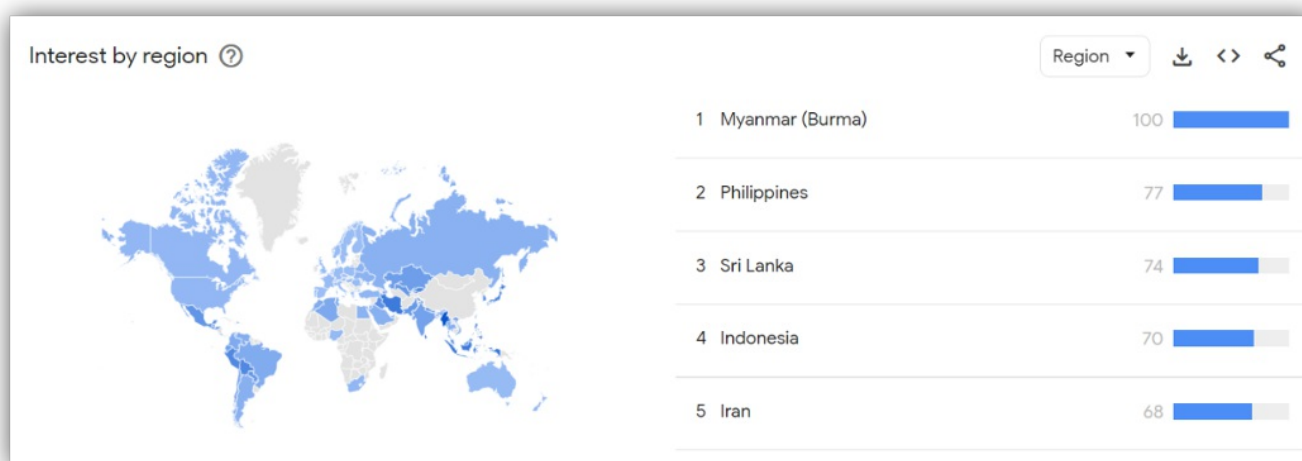 Interest by region
Region
1 Myanmar (Burma) 100
2 Philippines 77
3 Sri Lanka 74
4 Indonesia 70
5 Iran 68